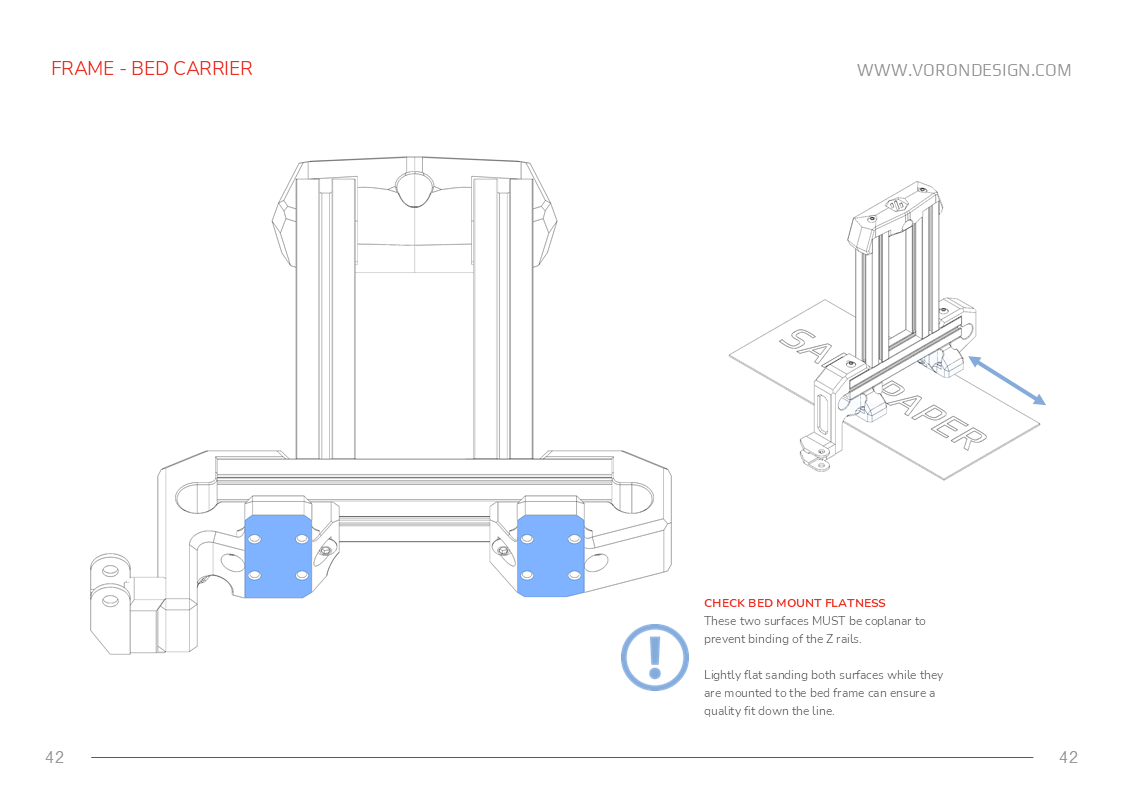 FRAME - BED CARRIER
WWW.VORONDESIGN.COM
SANDPAPER
CHECK BED MOUNT FLATNESS
These two surfaces MUST be coplanar to
prevent binding of the Z rails.
Lightly flat sanding both surfaces while they
are mounted to the bed frame can ensure a
quality fit down the line.
42
42